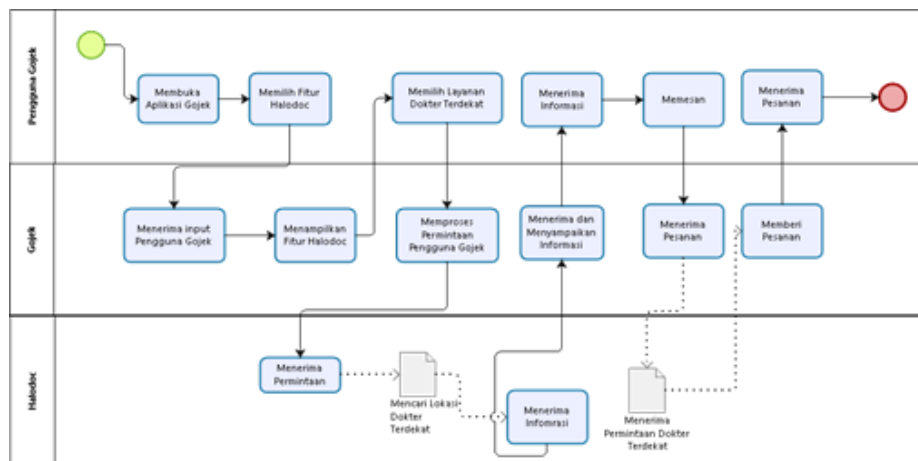 Pengguna Gojek
Membuka
Aplikasi Gojek
Memilih Fitur
Halodoc
Memilih Layanan
Dokter Terdekat
Menerima
Informasi
Memesan
Menerima
Pesanan
Gojek
Menerima input
Pengguna Gojek
Menampilkan
Fitur Halodoc
Memproses
Permintaan
Pengguna Gojek
Menerima dan
Menyampaikan
Informasi
Menerima
Pesanan
Memberi
Pesanan
Halodoc
Menerima
Permintaan
Mencari Lokasi
Dokter
Terdekat
Menerima
Infomrasi
Menerima
Permintaan Dokter
Terdekat